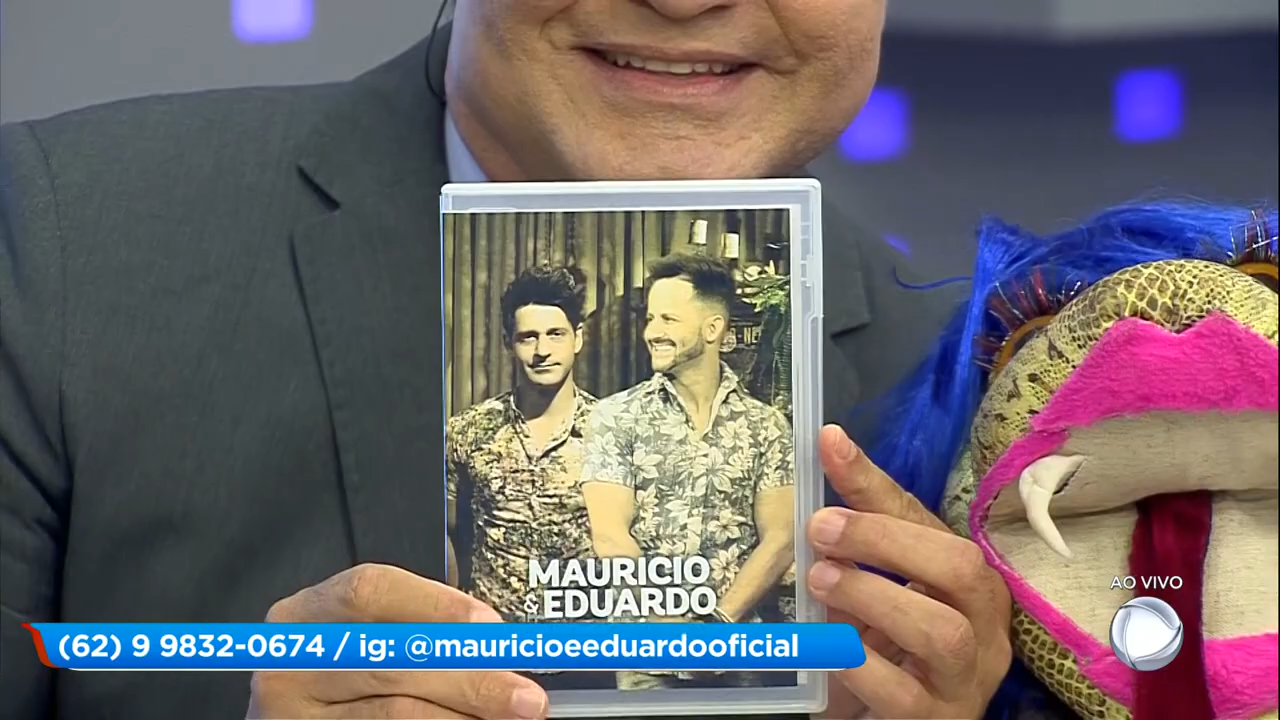 MAURICIO
& EDUARDO
AO VIVO
(62) 9 9832-0674 / ig: @mauricioeeduardooficial